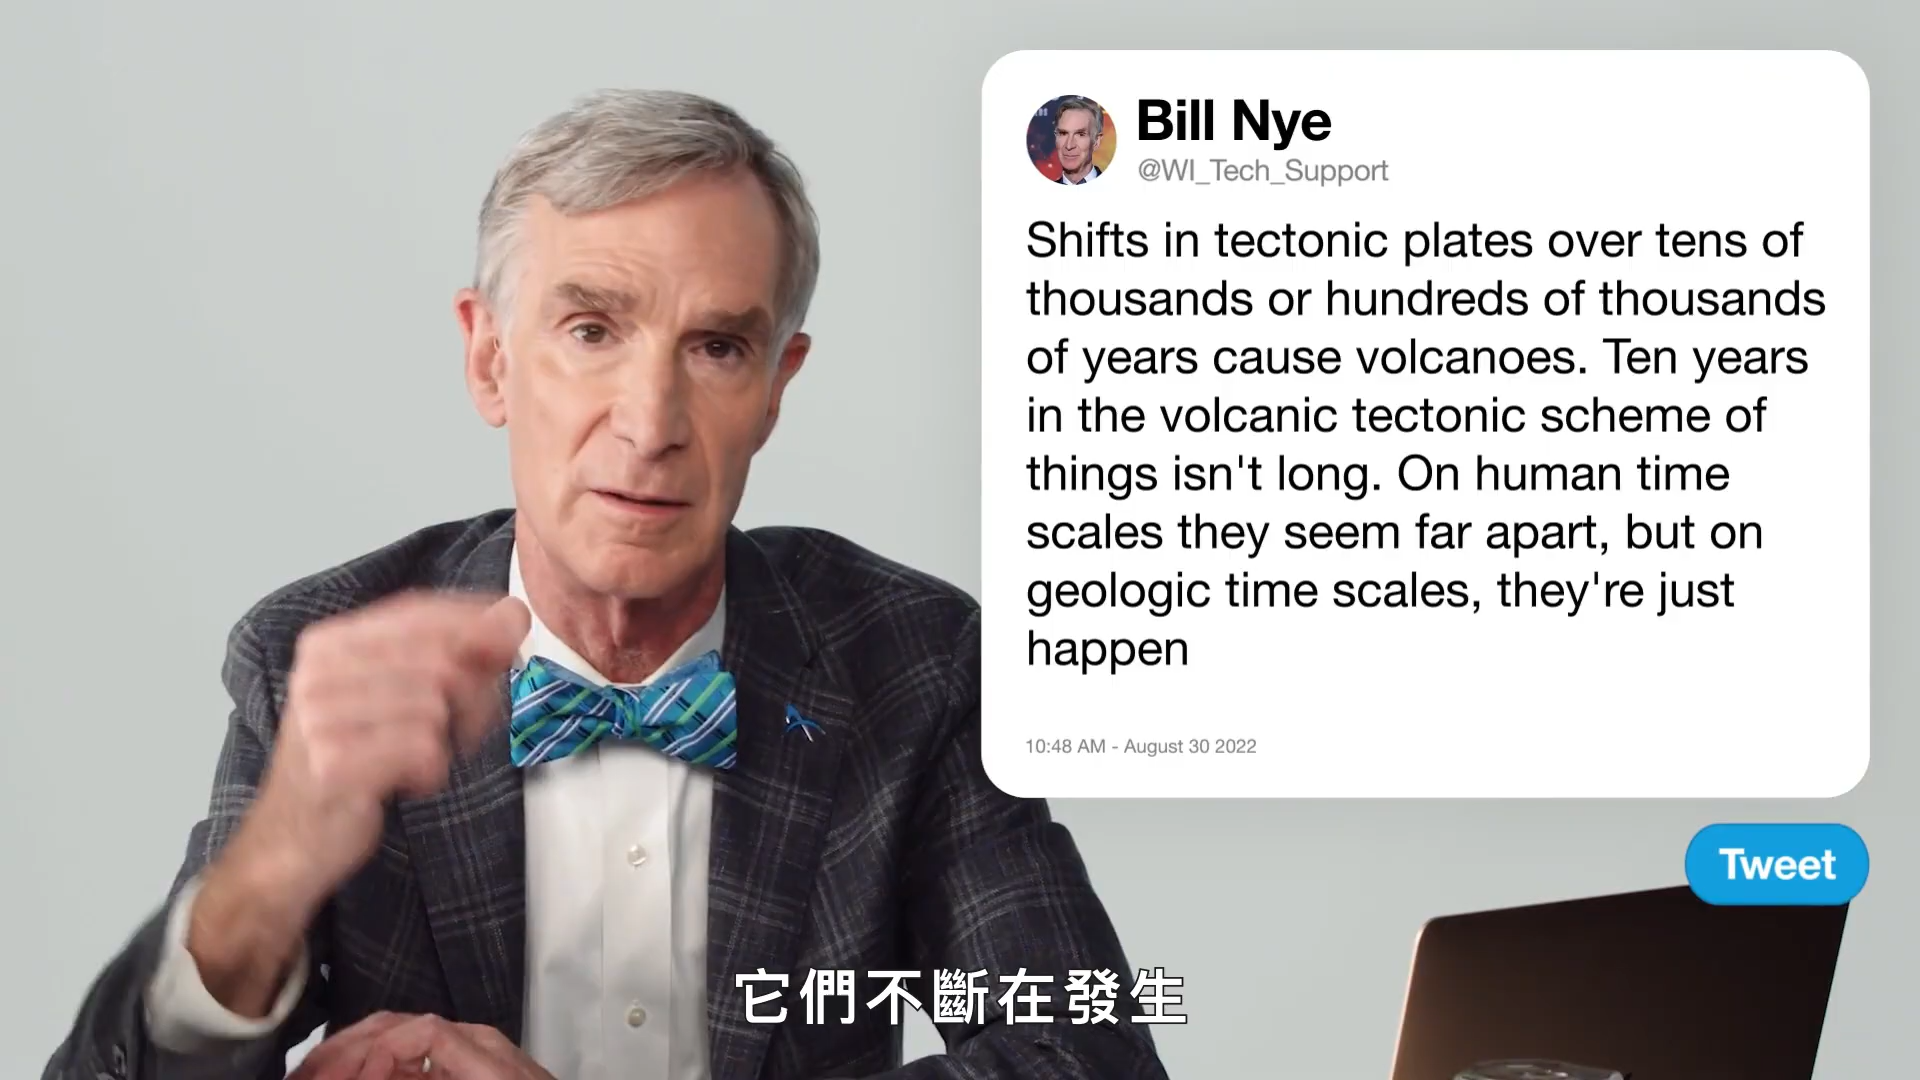 Bill Nye
@WI_Tech_Support
Shifts in tectonic plates over tens of
thousands or hundreds of thousands
of years cause volcanoes. Ten years
in the volcanic tectonic scheme of
things isn't long. On human time
scales they seem far apart, but on
geologic time scales, they're just
happen
10:48 AM - August 30 2022
Tweet
它們不斷在發生